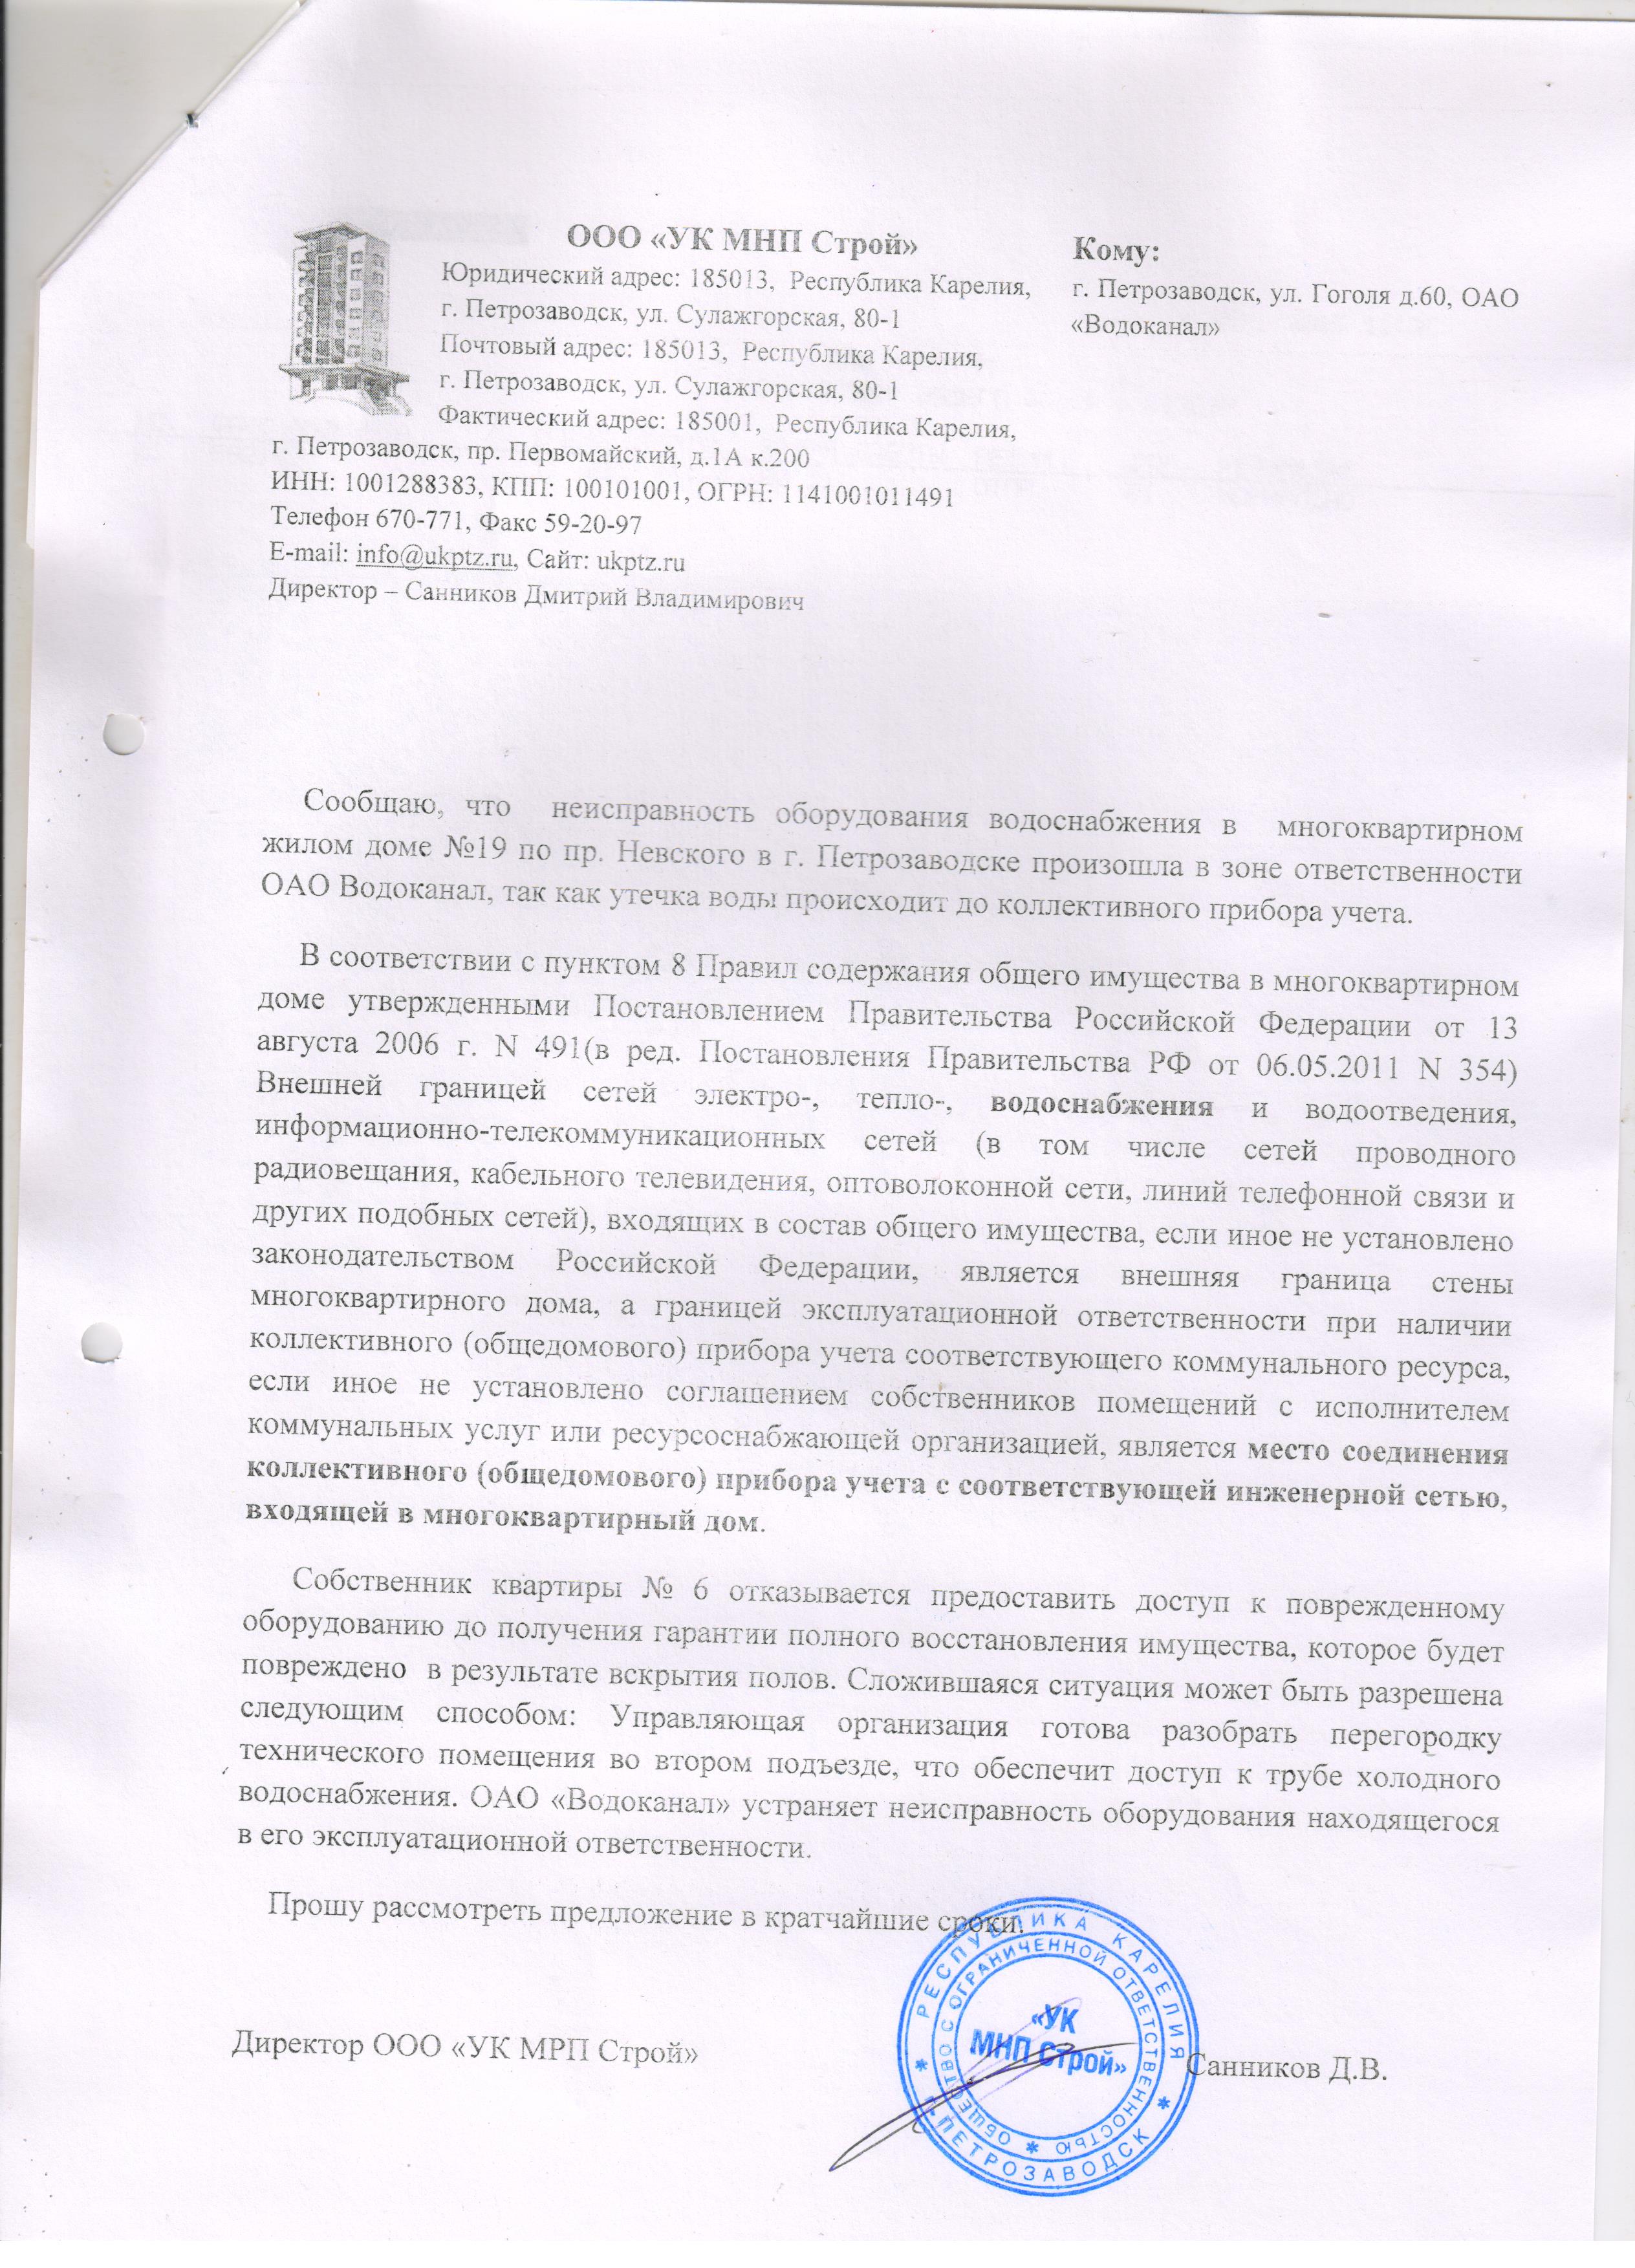 ООО «УК МНП Строй»
Юридический адрес: 185013, Республика Карелия,
г. Петрозаводск, ул. Сулажгорская, 80-1
Почтовый адрес: 185013, Республика Карелия,
г. Петрозаводск, ул. Сулажгорская, 80-1
Фактический адрес: 185001, Республика Карелия,
г. Петрозаводск, пр. Первомайский, д.1А к.200
ИНН: 1001288383, КПП: 100101001, ОГРН: 1141001011491
Телефон 670-771, Факс 59-20-97
E-mail: info@ukptz.ru, Сайт: ukptz.ru
Директор – Санников Дмитрий Владимирович
Кому:
г. Петрозаводск, ул. Гоголя д.60, ОАО
«Водоканал»
Сообщаю, что неисправность оборудования водоснабжения в многоквартирном
жилом доме №19 по пр. Невского в г. Петрозаводске произошла в зоне ответственности
ОАО Водоканал, так как утечка воды происходит до коллективного прибора учета.
В соответствии с пунктом 8 Правил содержания общего имущества в многоквартирном
доме утвержденными Постановлением Правительства Российской Федерации от 13
августа 2006 г. N 491(в ред. Постановления Правительства РФ от 06.05.2011 N 354)
Внешней границей сетей электро-, тепло-, водоснабжения и водоотведения,
информационно-телекоммуникационных сетей (в том числе сетей проводного
радиовещания, кабельного телевидения, оптоволоконной сети, линий телефонной связи и
других подобных сетей), входящих в состав общего имущества, если иное не установлено
законодательством Российской Федерации, является внешняя граница стены
многоквартирного дома, а границей эксплуатационной ответственности при наличии
коллективного (общедомового) прибора учета соответствующего коммунального ресурса,
если иное не установлено соглашением собственников помещений с исполнителем
коммунальных услуг или ресурсоснабжающей организацией, является место соединения
коллективного (общедомового) прибора учета с соответствующей инженерной сетью,
входящей в многоквартирный дом.
Собственник квартиры № 6 отказывается предоставить доступ к поврежденному
оборудованию до получения гарантии полного восстановления имущества, которое будет
повреждено в результате вскрытия полов. Сложившаяся ситуация может быть разрешена
следующим способом: Управляющая организация готова разобрать перегородку
технического помещения во втором подъезде, что обеспечит доступ к трубе холодного
водоснабжения. ОАО «Водоканал» устраняет неисправность оборудования находящегося
в его эксплуатационной ответственности.
Прошу рассмотреть предложение в кратчайшие сроки.
Директор ООО «УК МРП Строй»
Санников Д.В.
РЕСПУБЛИКА КАРЕЛИЯ
Г. ПЕТРОЗАВОДСК
ОБЩЕСТВО С ОГРАНИЧЕННОЙ ОТВЕТСТВЕННОСТЬЮ
«УК
МНП Строй»